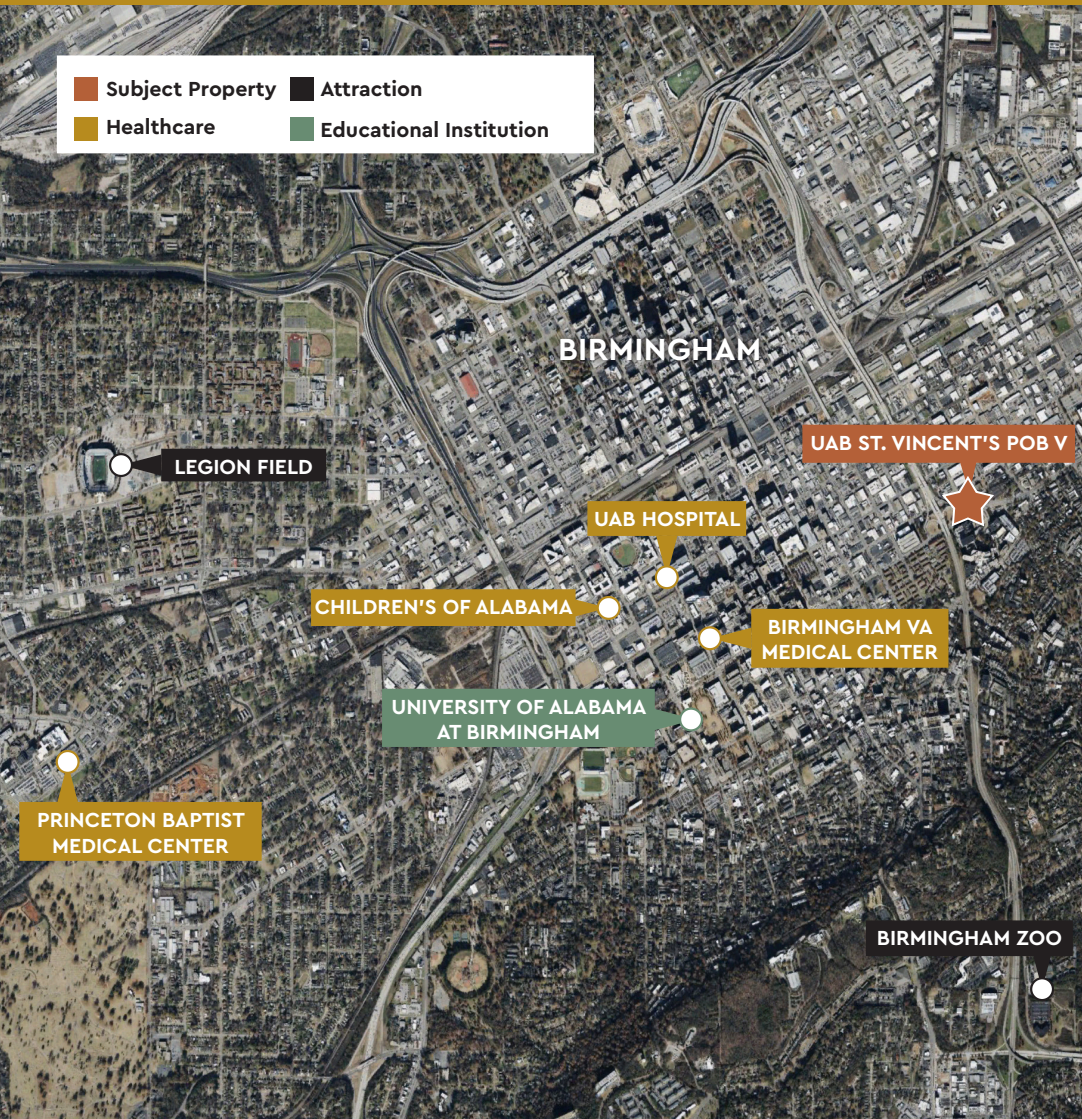 Subject Property
Attraction
Healthcare
Educational Institution
BIRMINGHAM
UAB ST. VINCENT'S POB V
LEGION FIELD
UAB HOSPITAL
CHILDREN'S OF ALABAMA
BIRMINGHAM VA
MEDICAL CENTER
UNIVERSITY OF ALABAMA
AT BIRMINGHAM
PRINCETON BAPTIST
MEDICAL CENTER
BIRMINGHAM ZOO